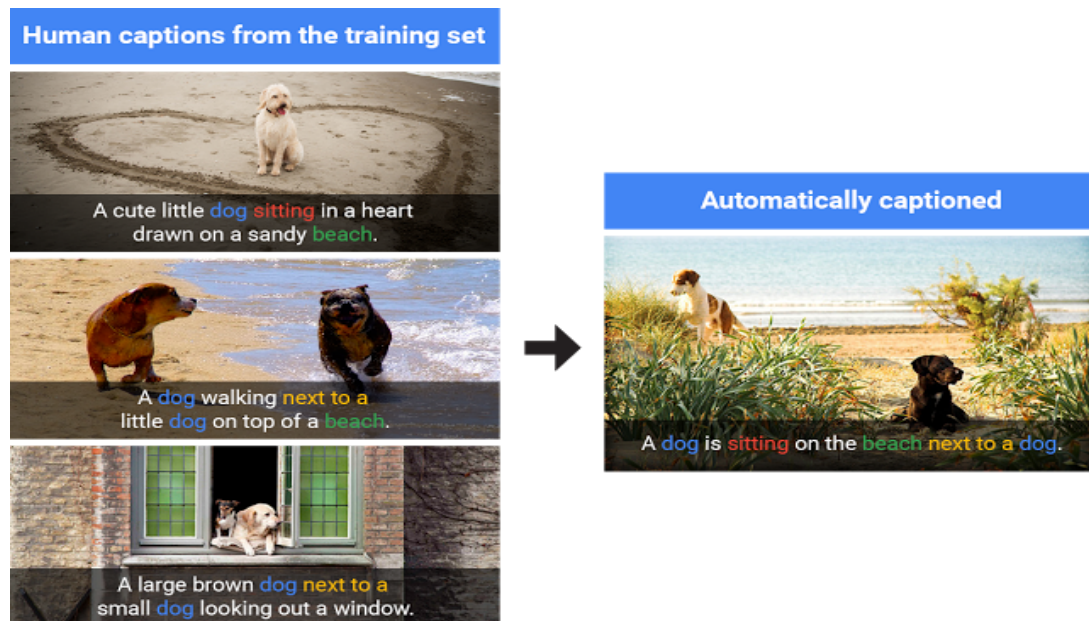 Human captions from the training set
A cute little dog sitting in a heart
drawn on a sandy beach.
A dog walking next to a
little dog on top of a beach.
A large brown dog next to a
small dog looking out a window.
Automatically captioned
A dog is sitting on the beach next to a dog.